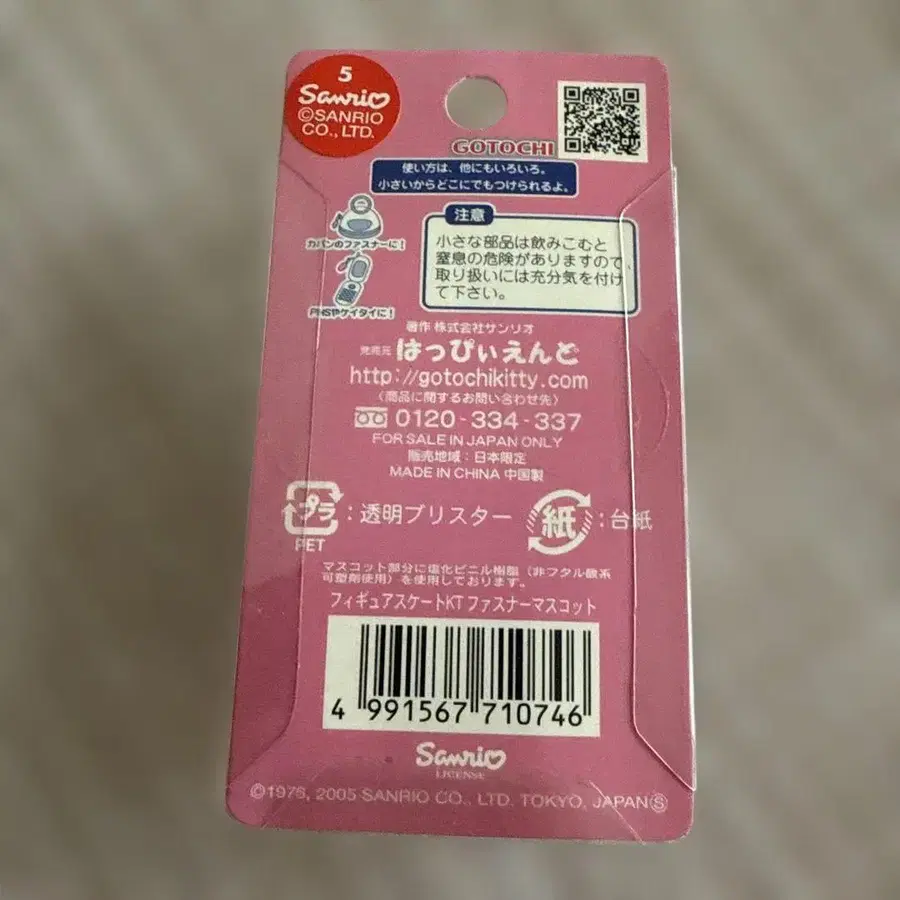 5
Sanrio
©SANRIO
CO., LTD.
GOTOCHI
使い方は、他にもいろいろ。
小さいからどこにでもつけられるよ。
カバンのファスナーに！
PHSやケイタイに！
注意
小さな部品は飲みこむと
窒息の危険がありますので、
取り扱いには充分気を付け
て下さい。
著作 株式会社サンリオ
発売元 はっぴぃえんど
http://gotochikitty.com
〈商品に関するお問い合わせ先〉
0120-334-337
FOR SALE IN JAPAN ONLY
販売地域：日本限定
MADE IN CHINA 中国製
プラ：透明ブリスター
PET
紙：台紙
マスコット部分に塩化ビニル樹脂（非フタル酸系
可塑剤使用）を使用しております。
フィギュアスケートKT ファスナーマスコット
4 991567 710746
Sanrio
LICENSE
©1976, 2005 SANRIO CO., LTD. TOKYO, JAPAN Ⓢ